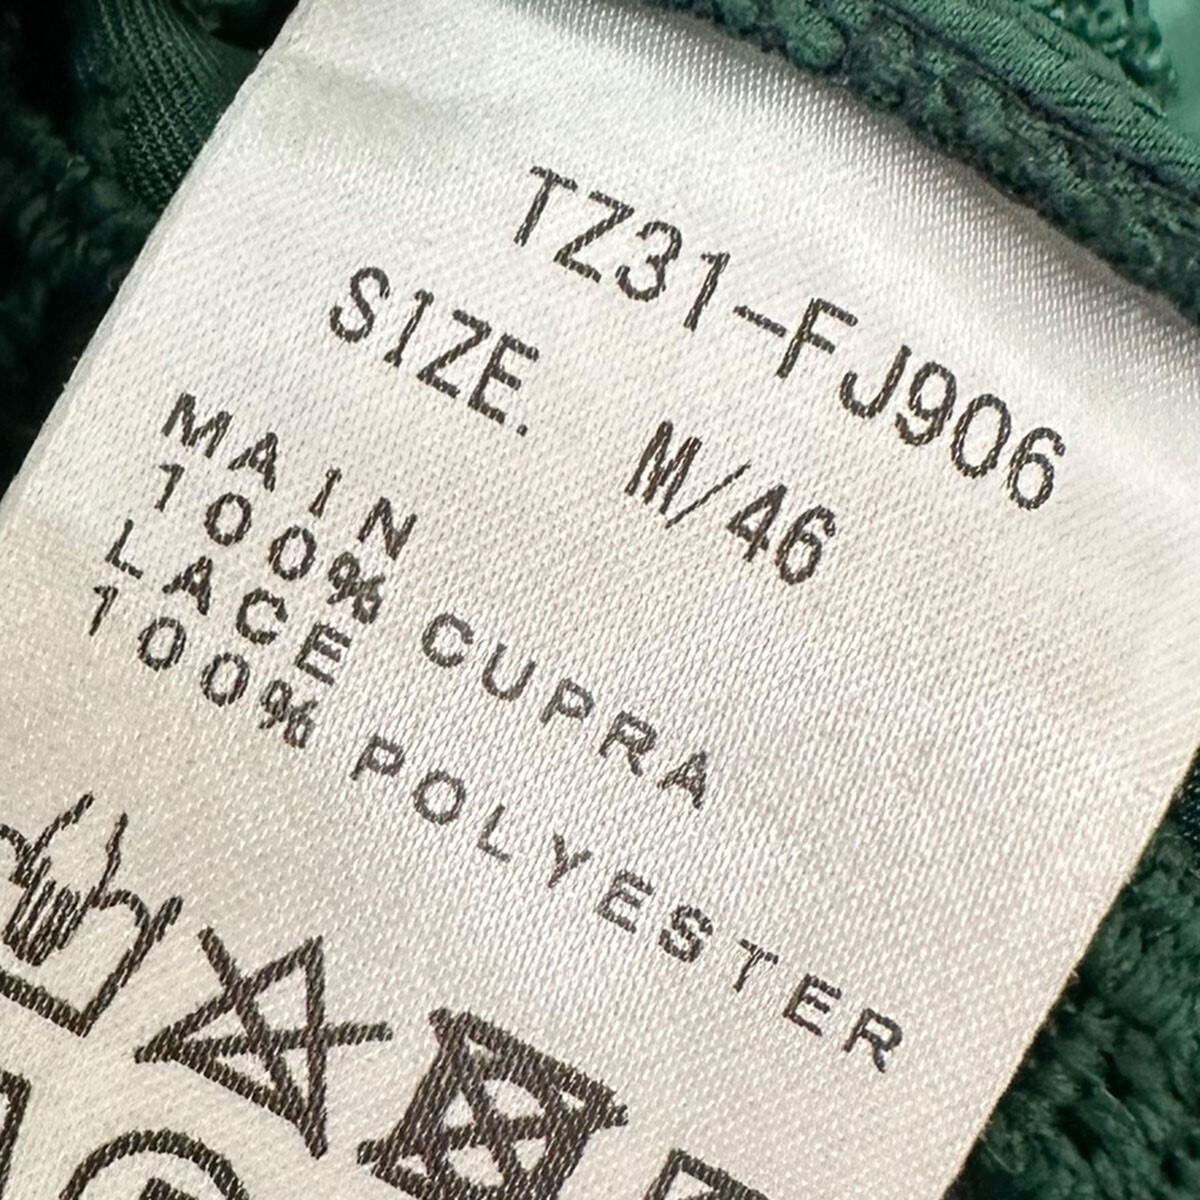 TZ31-FJ906
SIZE. M/46
MAIN
100% CUPRA
LACE
100% POLYESTER